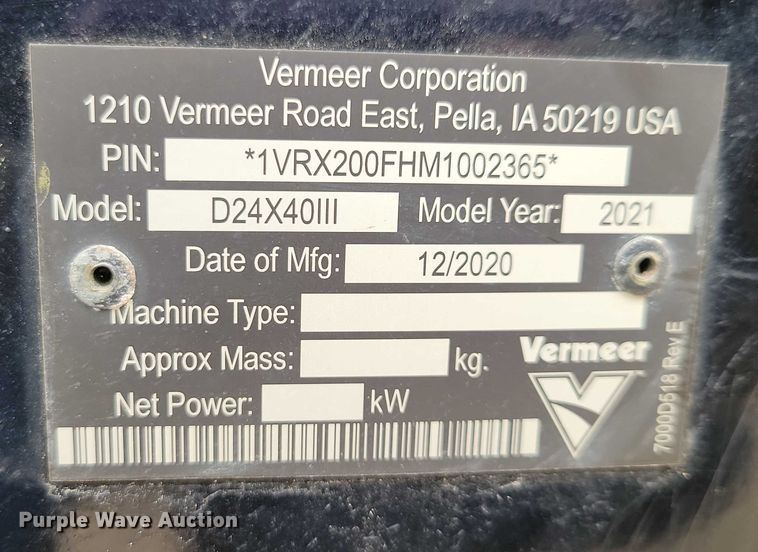 Vermeer Corporation
1210 Vermeer Road East, Pella, IA 50219 USA
PIN: *1VRX200FHM1002365*
Model: D24X40III Model Year: 2021
Date of Mfg: 12/2020
Machine Type:
Approx Mass: kg.
Net Power: kW
Vermeer
7000D618 Rev E
Purple Wave Auction